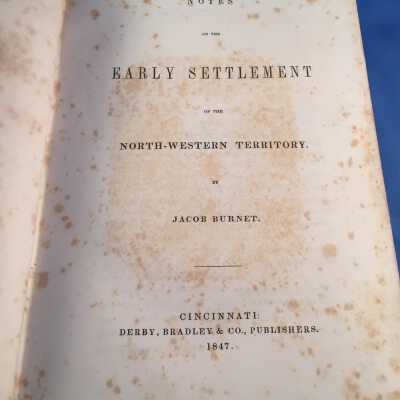 NOTES
ON THE
EARLY SETTLEMENT
OF THE
NORTH-WESTERN TERRITORY.
BY
JACOB BURNET.
CINCINNATI:
DERBY, BRADLEY & CO., PUBLISHERS.
1847.